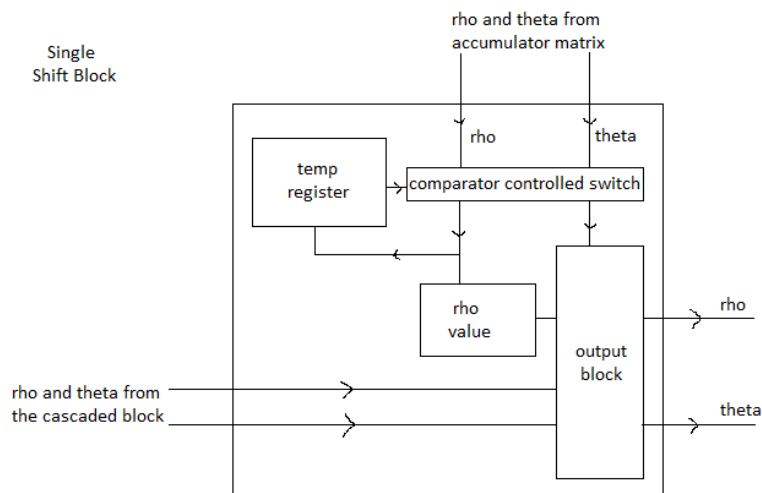 rho and theta from
accumulator matrix
Single
Shift Block
rho
theta
temp
register
comparator controlled switch
rho
value
rho
output
block
rho and theta from
the cascaded block
theta